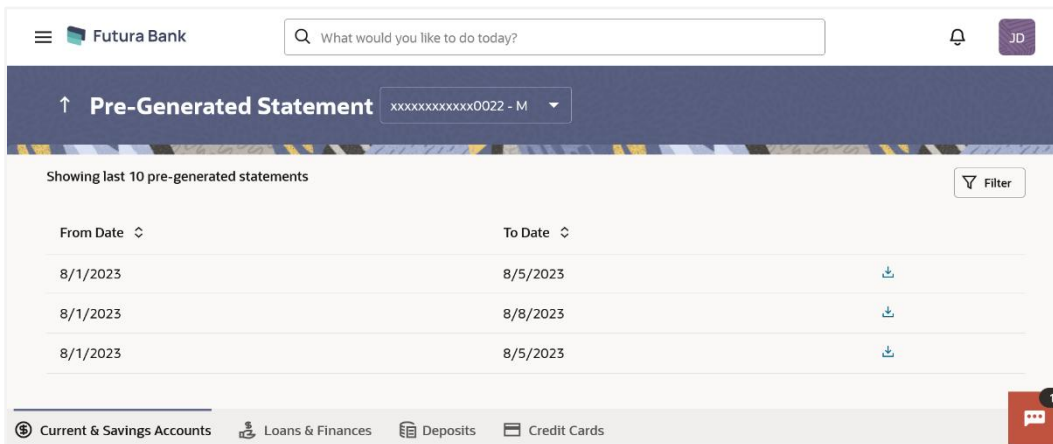 Futura Bank What would you like to do today? JD
↑ Pre-Generated Statement xxxxxxxxxxxx0022 - M
Showing last 10 pre-generated statements Filter
From Date To Date
8/1/2023 8/5/2023
8/1/2023 8/8/2023
8/1/2023 8/5/2023
1
Current & Savings Accounts Loans & Finances Deposits Credit Cards